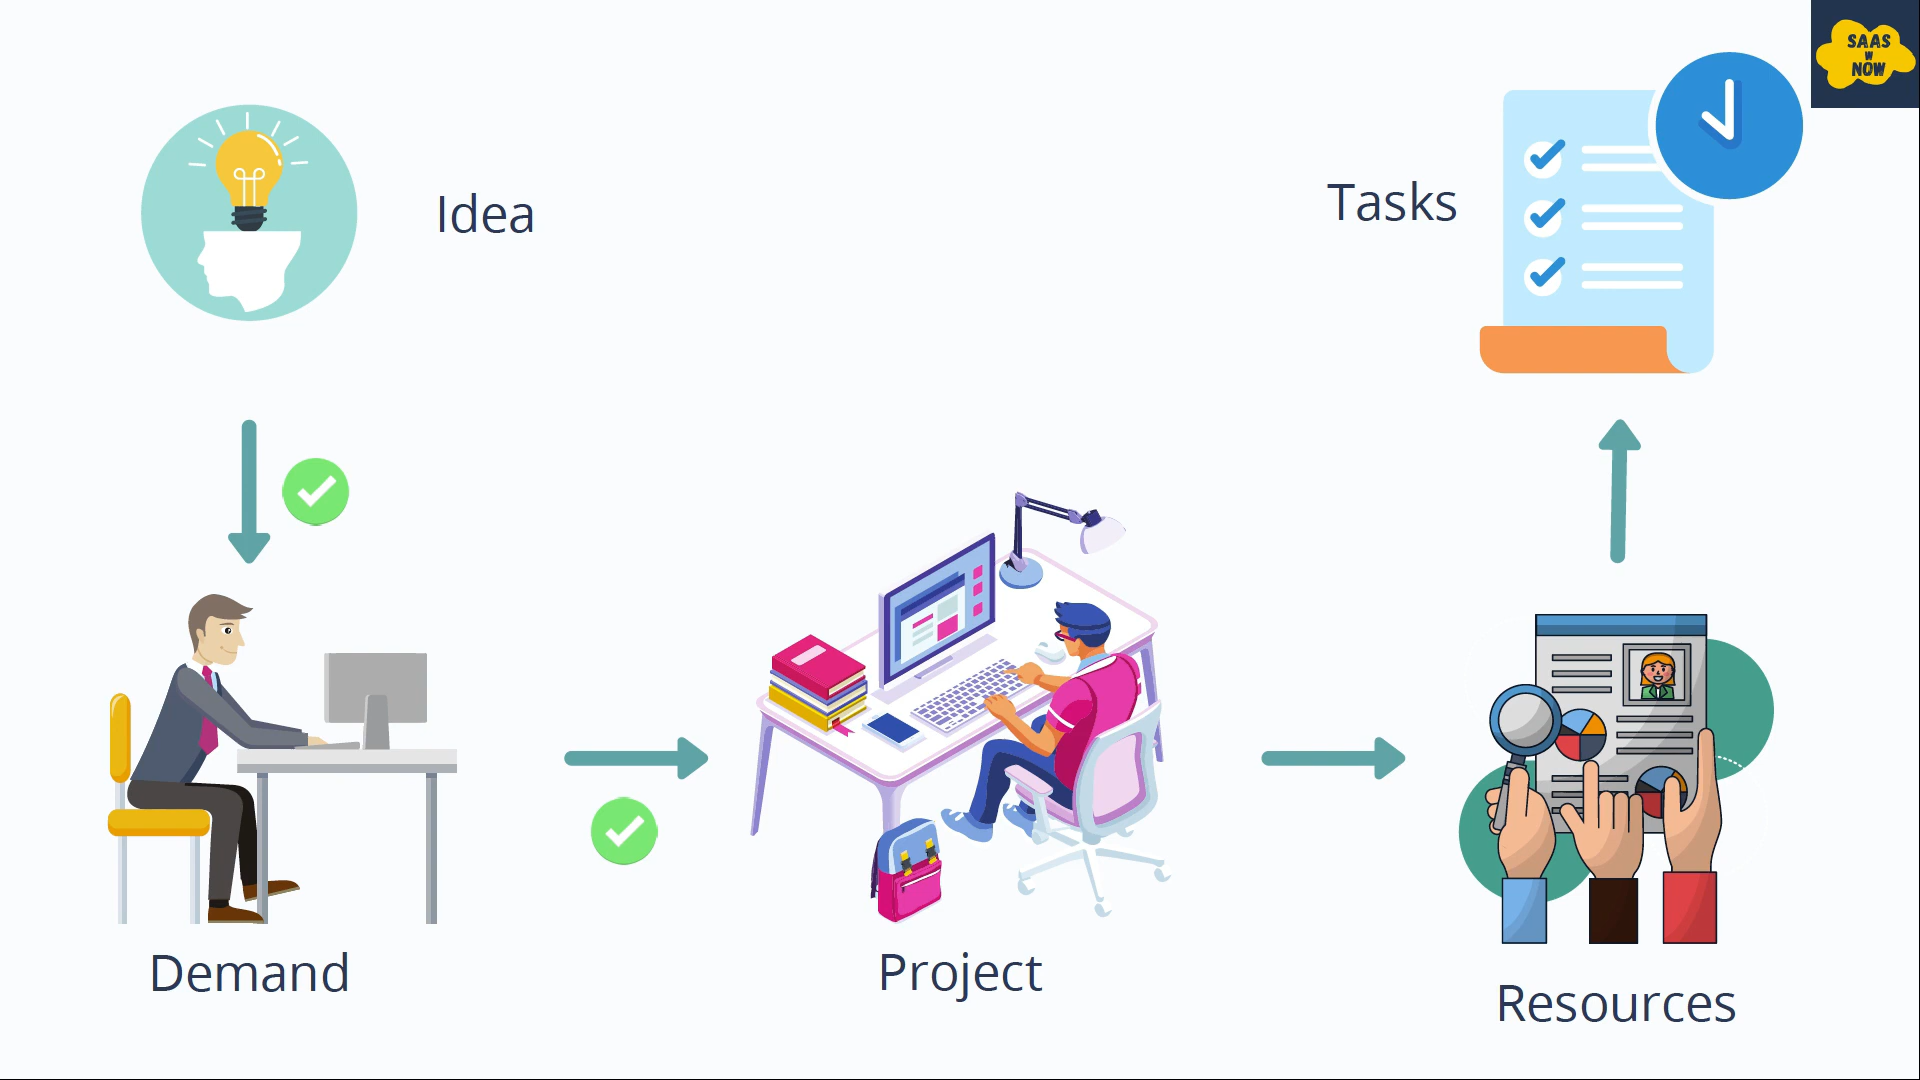 SAAS
W
NOW
Idea
Tasks
Demand
Project
Resources